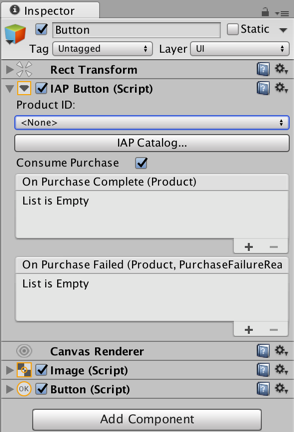 Inspector
Button
Static
Tag Untagged Layer UI
Rect Transform
IAP Button (Script)
Product ID:
<None>
IAP Catalog...
Consume Purchase
On Purchase Complete (Product)
List is Empty
On Purchase Failed (Product, PurchaseFailureRea
List is Empty
Canvas Renderer
Image (Script)
OK Button (Script)
Add Component